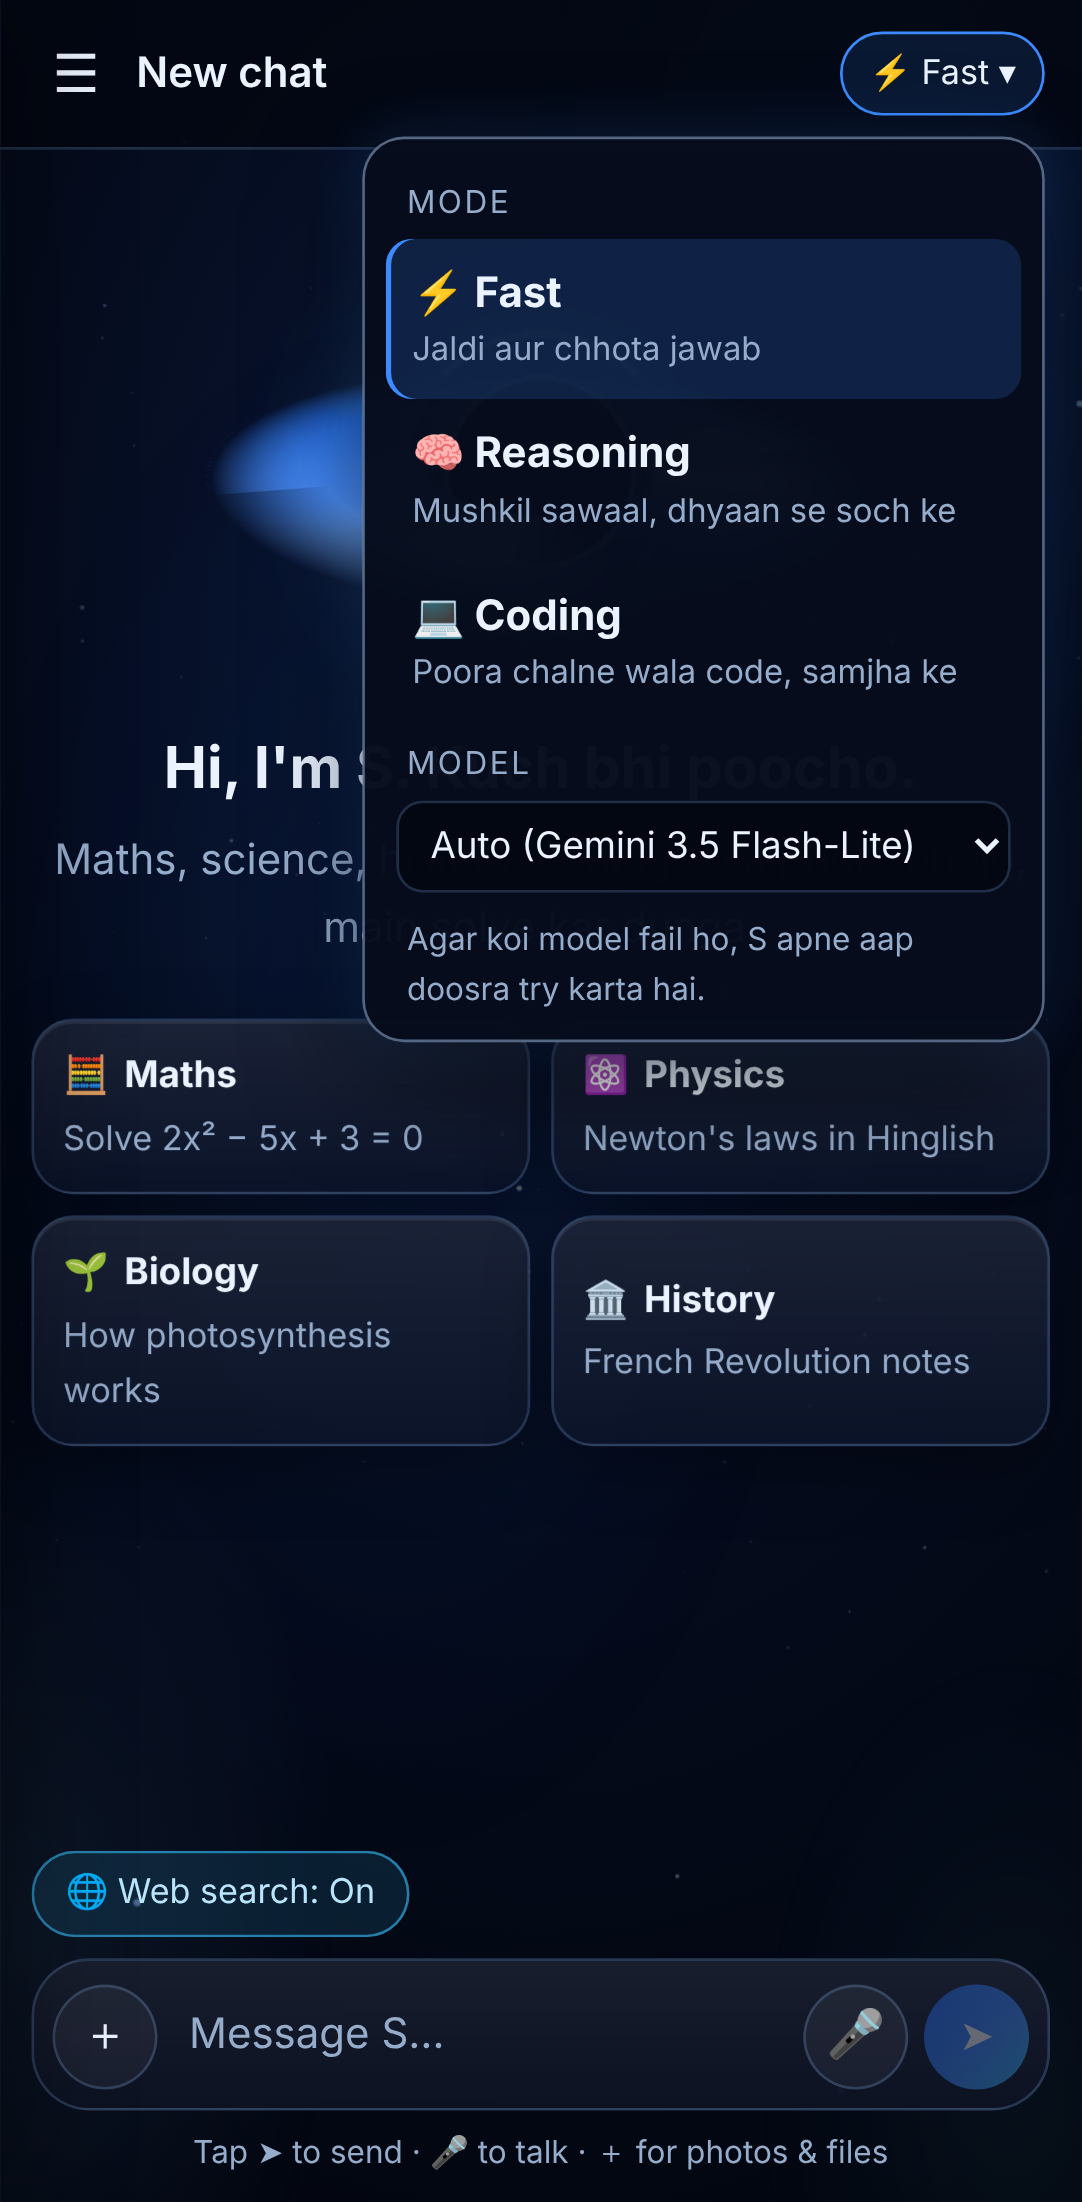 ☰ New chat
⚡ Fast ▾
MODE
⚡ Fast
Jaldi aur chhota jawab
🧠 Reasoning
Mushkil sawaal, dhyaan se soch ke
💻 Coding
Poora chalne wala code, samjha ke
MODEL
Auto (Gemini 3.5 Flash-Lite)
Agar koi model fail ho, S apne aap
doosra try karta hai.
Hi, I'm S. Kuch bhi poocho.
Maths, science,
🧮 Maths
Solve 2x² − 5x + 3 = 0
⚛️ Physics
Newton's laws in Hinglish
🌱 Biology
How photosynthesis
works
🏛️ History
French Revolution notes
🌐 Web search: On
+ Message S...
Tap ➤ to send · 🎤 to talk · + for photos & files